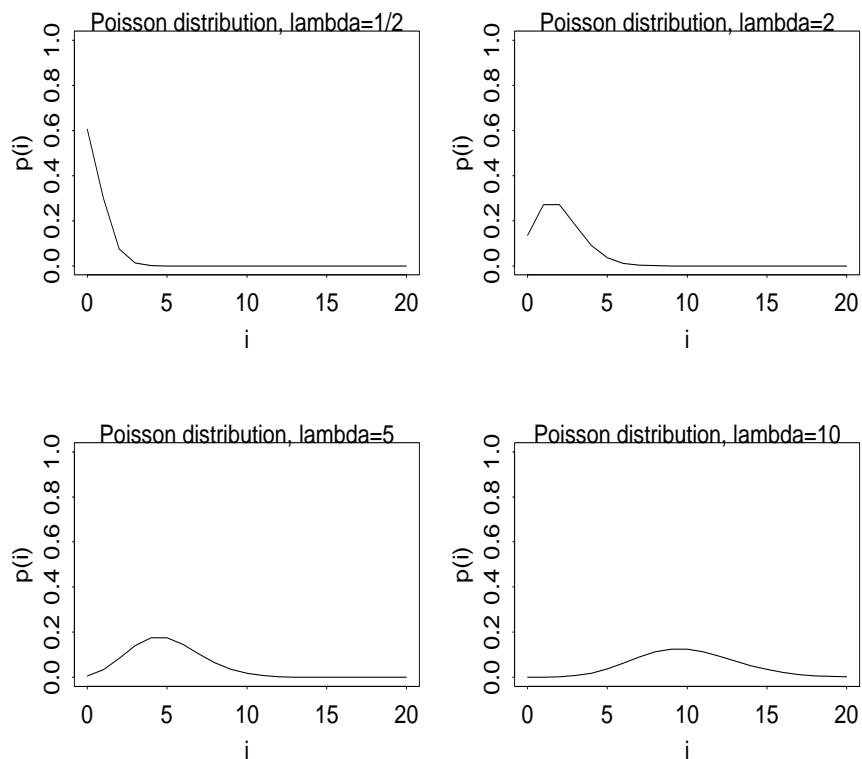 Poisson distribution, lambda=1/2
p(i)
0.0 0.2 0.4 0.6 0.8 1.0
0 5 10 15 20
i
Poisson distribution, lambda=2
p(i)
0.0 0.2 0.4 0.6 0.8 1.0
0 5 10 15 20
i
Poisson distribution, lambda=5
p(i)
0.0 0.2 0.4 0.6 0.8 1.0
0 5 10 15 20
i
Poisson distribution, lambda=10
p(i)
0.0 0.2 0.4 0.6 0.8 1.0
0 5 10 15 20
i